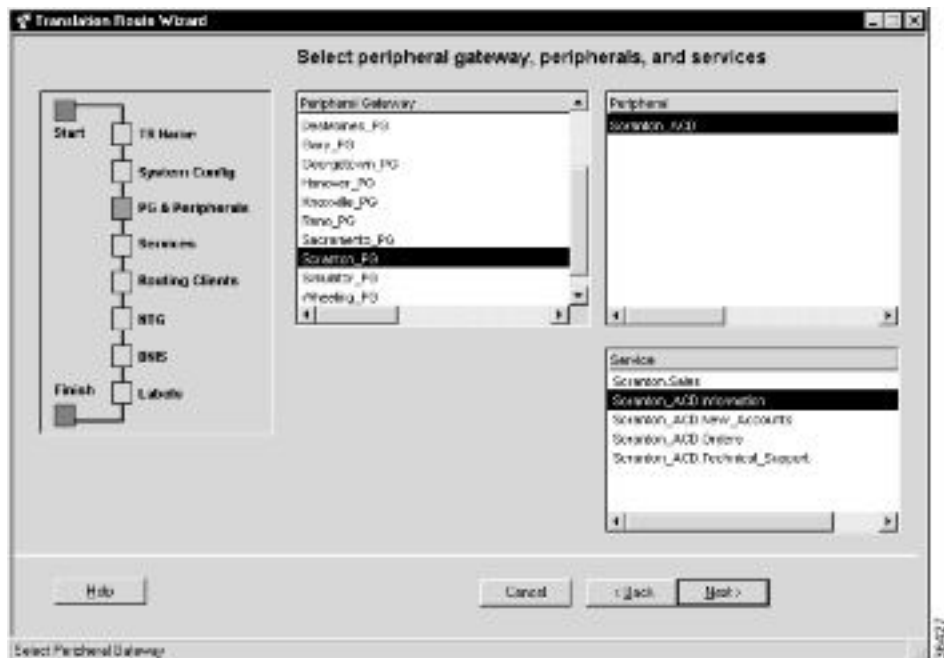 Translation Route Wizard
Select peripheral gateway, peripherals, and services
Start
TR Name
System Config
PG & Peripherals
Services
Routing Clients
NTG
DNIS
Labels
Finish
Peripheral Gateway
Desmoines_PG
Gary_PG
Georgetown_PG
Hanover_PG
Knoxville_PG
Reno_PG
Sacramento_PG
Scranton_PG
Simulator_PG
Wheeling_PG
Peripheral
Scranton_ACD
Service
Scranton.Sales
Scranton_ACD.Information
Scranton_ACD.New_Accounts
Scranton_ACD.Orders
Scranton_ACD.Technical_Support
Help
Cancel
< Back
Next >
Select Peripheral Gateway
36427